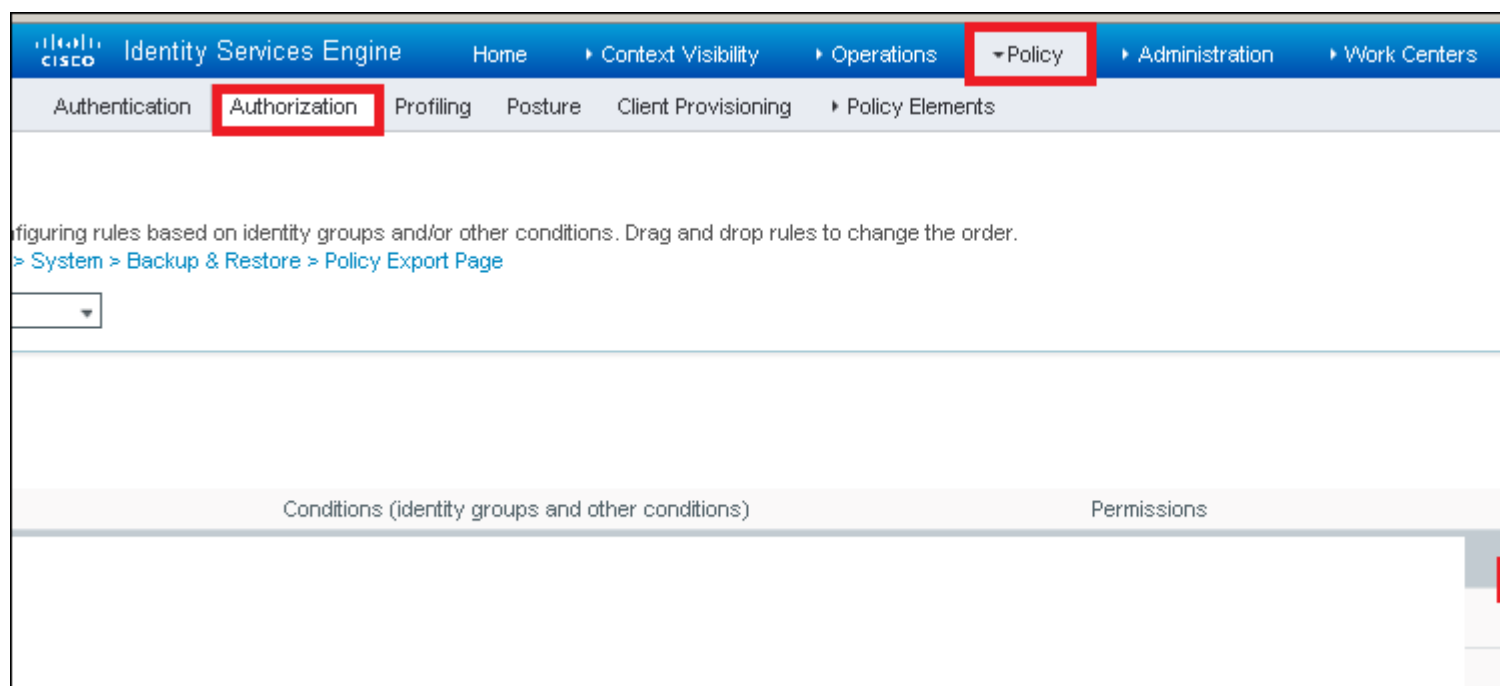 CISCO Identity Services Engine Home Context Visibility Operations Policy Administration Work Centers
Authentication Authorization Profiling Posture Client Provisioning Policy Elements
figuring rules based on identity groups and/or other conditions. Drag and drop rules to change the order.
> System > Backup & Restore > Policy Export Page
Conditions (identity groups and other conditions) Permissions